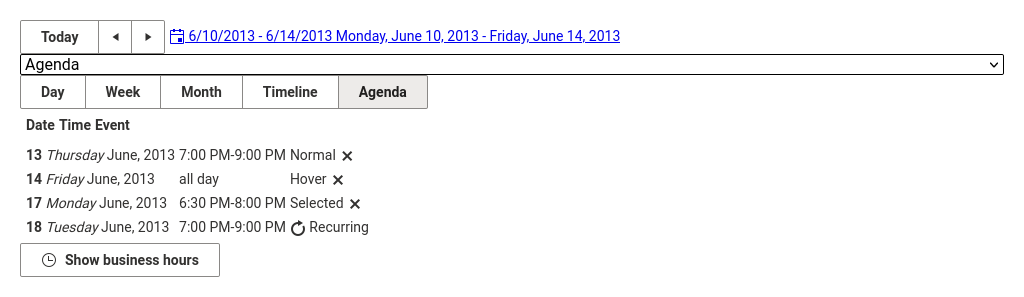 Today 6/10/2013 - 6/14/2013 Monday, June 10, 2013 - Friday, June 14, 2013
Agenda
Day Week Month Timeline Agenda
Date Time Event
13 Thursday June, 2013 7:00 PM-9:00 PM Normal
14 Friday June, 2013 all day Hover
17 Monday June, 2013 6:30 PM-8:00 PM Selected
18 Tuesday June, 2013 7:00 PM-9:00 PM Recurring
Show business hours